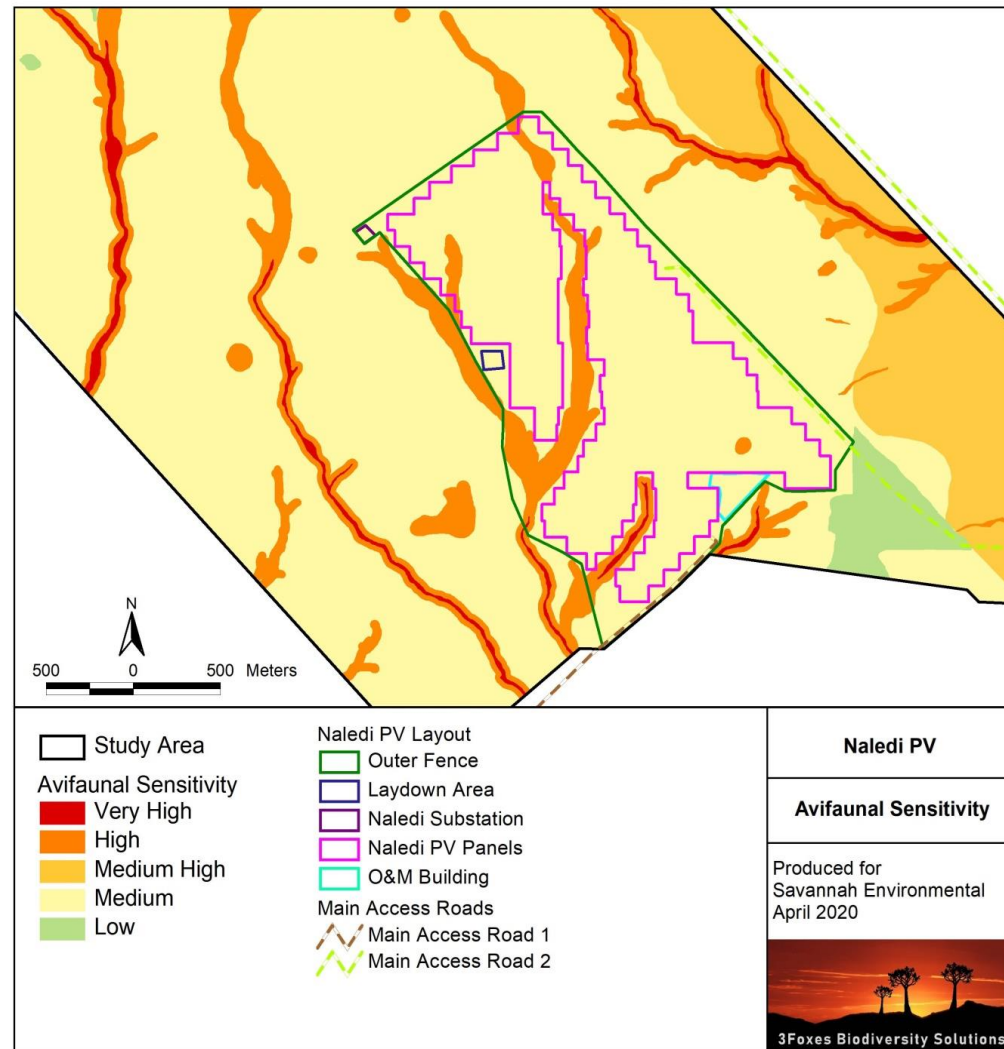 N
500 0 500 Meters
Study Area
Avifaunal Sensitivity
Very High
High
Medium High
Medium
Low
Naledi PV Layout
Outer Fence
Laydown Area
Naledi Substation
Naledi PV Panels
O&M Building
Main Access Roads
Main Access Road 1
Main Access Road 2
Naledi PV
Avifaunal Sensitivity
Produced for
Savannah Environmental
April 2020
3Foxes Biodiversity Solutions